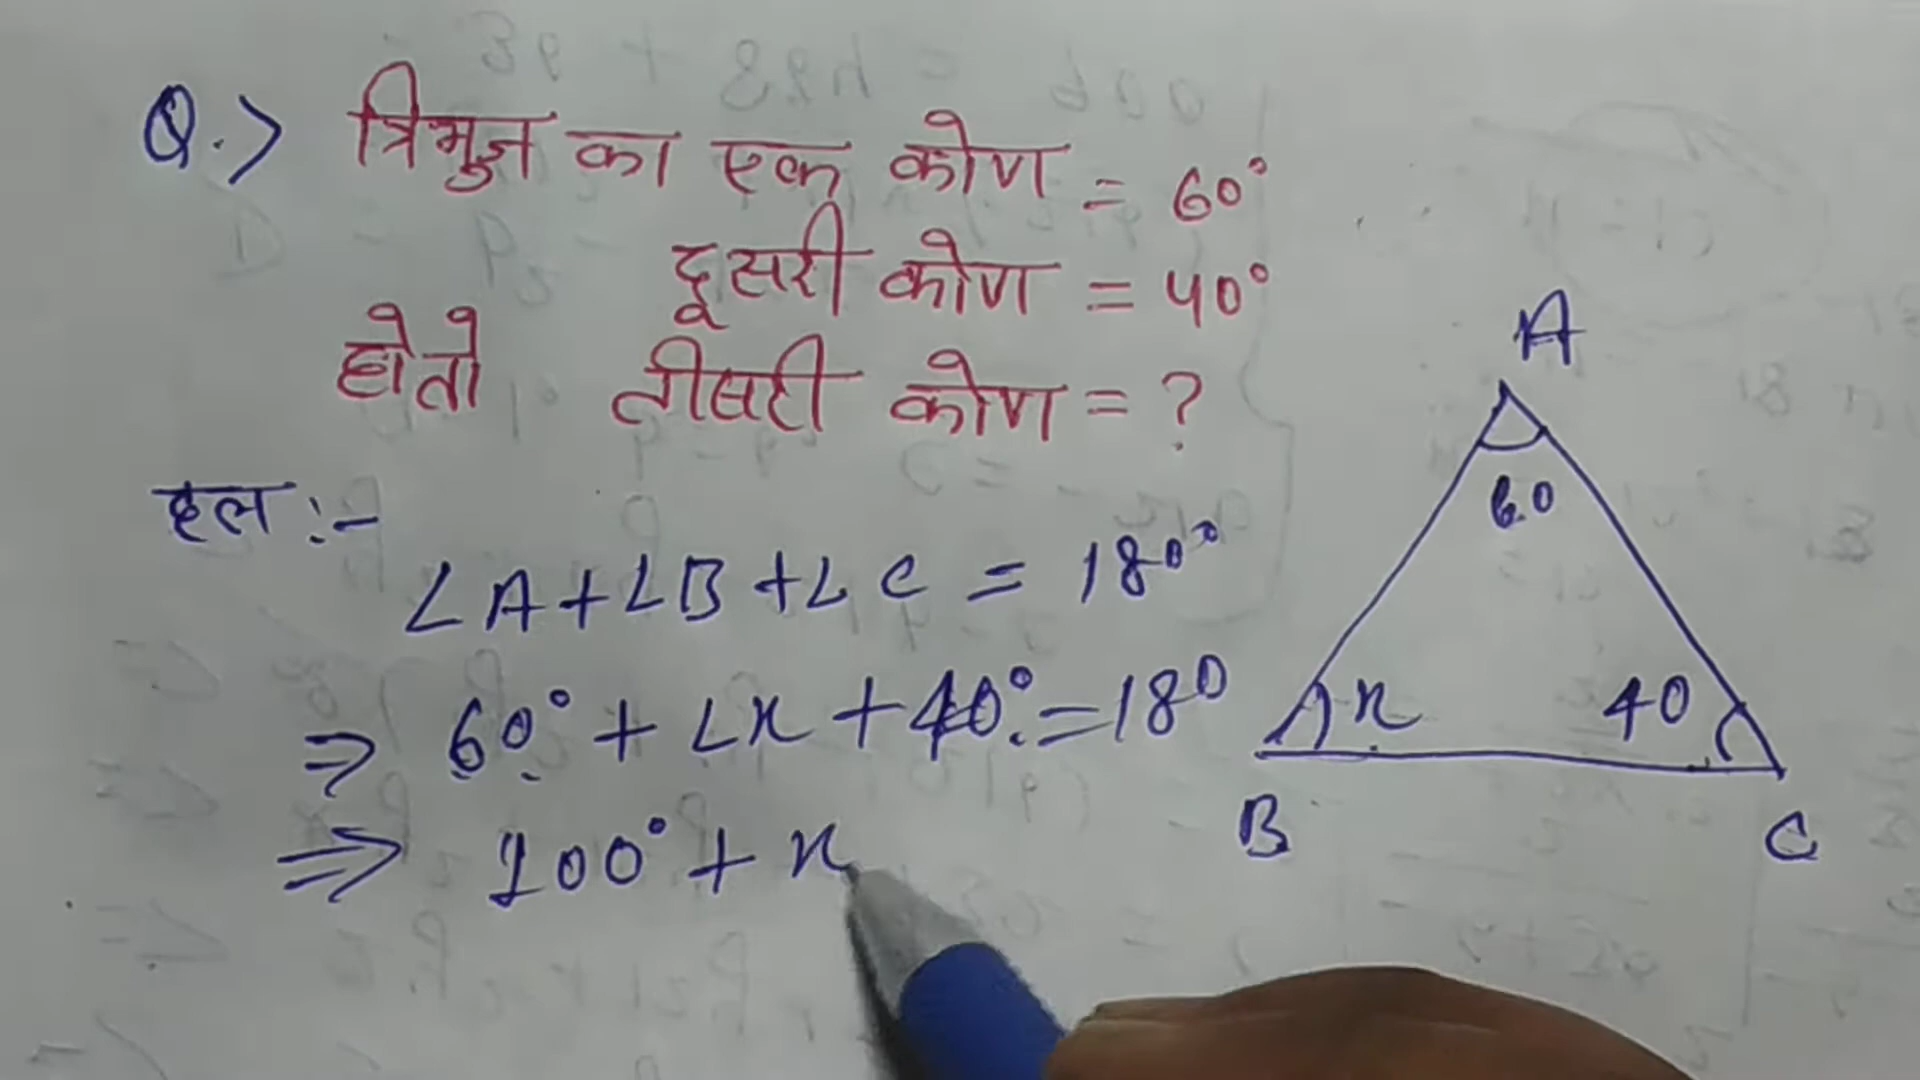 Q.> त्रिभुज का एक कोण = 60°
दूसरी कोण = 40°
होतो तीसरी कोण = ?
हल :-
∠A+∠B+∠C = 180°
⇒ 60° + ∠x + 40° = 180
⇒ 100° + x
A
60
x 40
B C